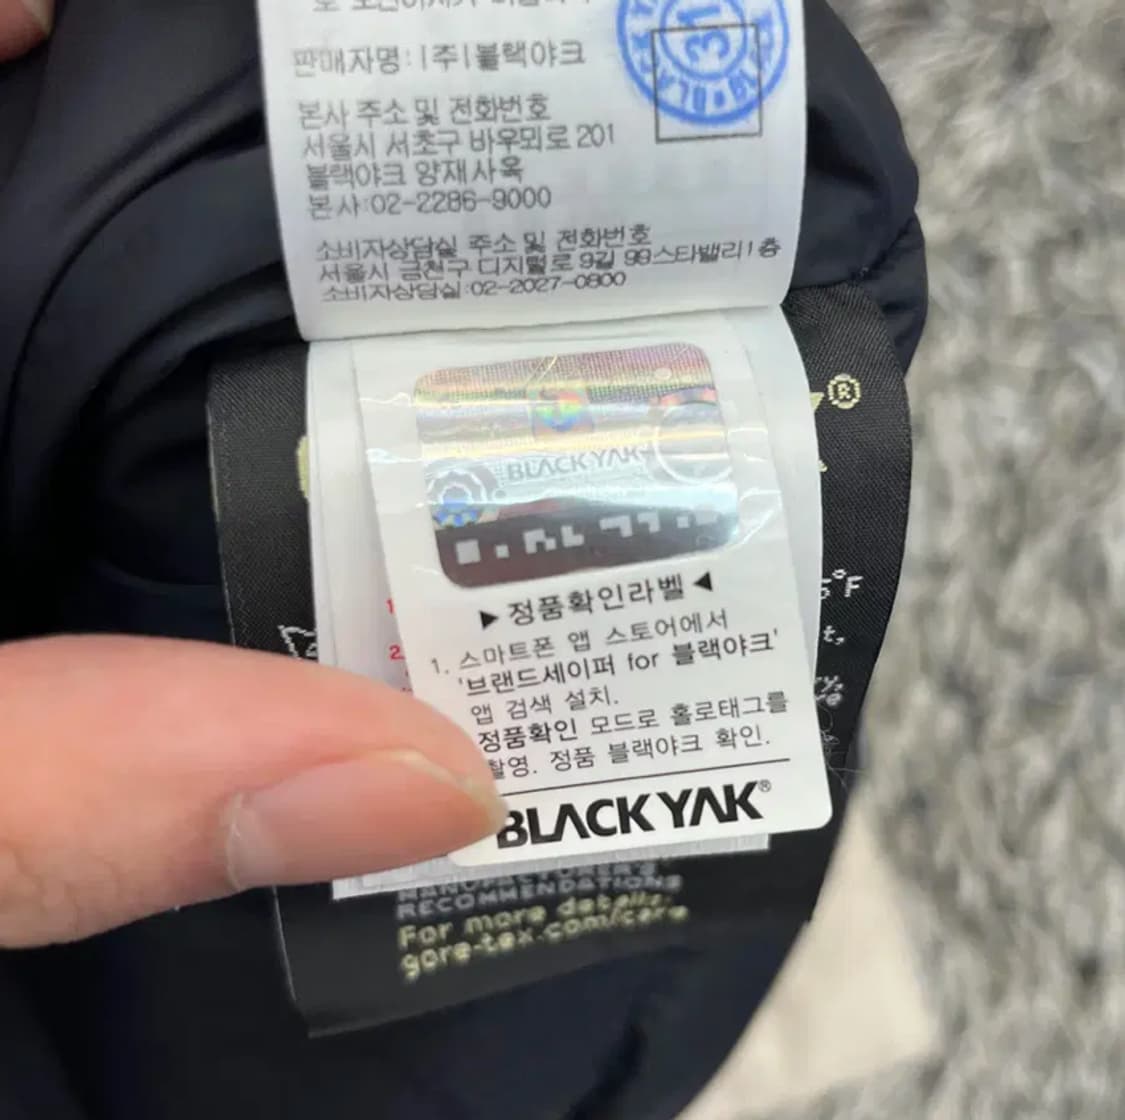 판매자명:(주)블랙야크
31
본사 주소 및 전화번호
서울시 서초구 바우뫼로 201
블랙야크 양재사옥
본사:02-2286-9000
소비자상담실 주소 및 전화번호
서울시 금천구 디지털로 9길 99스타밸리1층
소비자상담실:02-2027-0800
®
BLACK YAK
▶정품확인라벨◀
1. 스마트폰 앱 스토어에서
'브랜드세이퍼 for 블랙야크'
앱 검색 설치.
정품확인 모드로 홀로태그를
촬영. 정품 블랙야크 확인.
BLACK YAK®
°F
t,
MANUFACTURER'S
RECOMMENDATIONS
For more details:
gore-tex.com/care